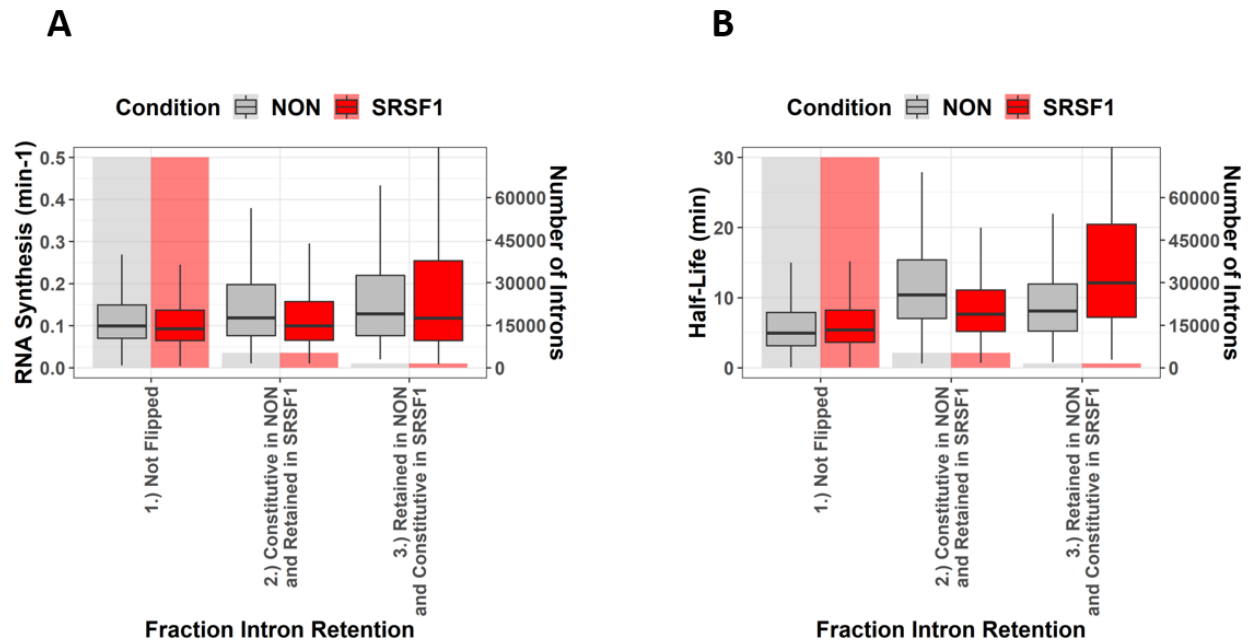 A
Condition NON SRSF1
RNA Synthesis (min-1)
0.5
0.4
0.3
0.2
0.1
0.0
60000
45000
30000
15000
0
Number of Introns
1.) Not Flipped
2.) Constitutive in NON
and Retained in SRSF1
3.) Retained in NON
and Constitutive in SRSF1
Fraction Intron Retention
B
Condition NON SRSF1
Half-Life (min)
30
20
10
0
60000
45000
30000
15000
0
Number of Introns
1.) Not Flipped
2.) Constitutive in NON
and Retained in SRSF1
3.) Retained in NON
and Constitutive in SRSF1
Fraction Intron Retention